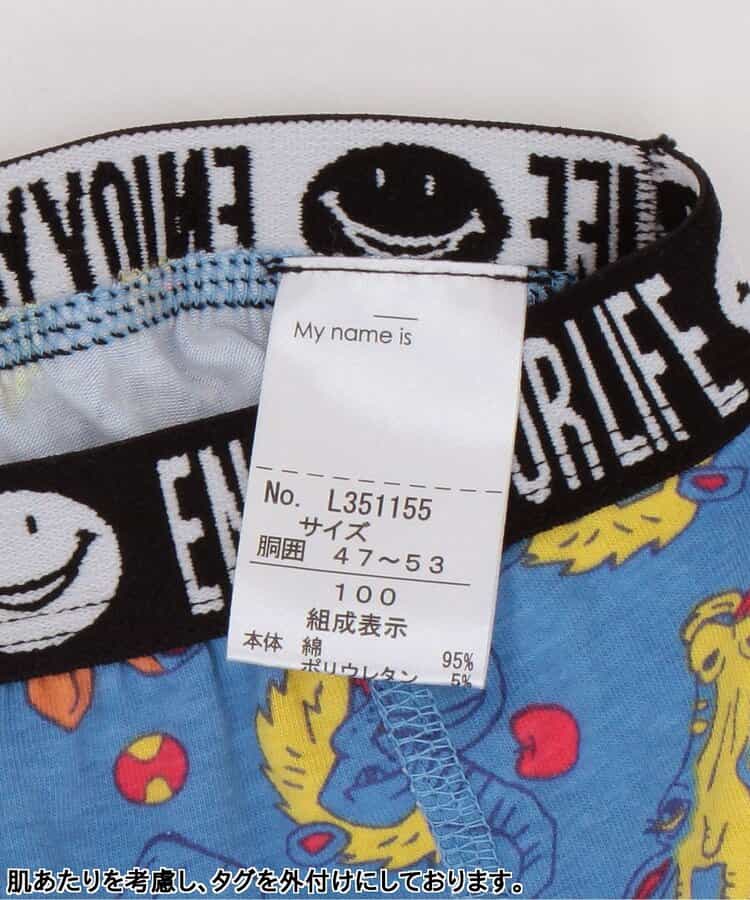 ENJOY Y
FE
ENJOY
OR LIFE
My name is
No. L351155
サイズ
胴囲 47～53
100
組成表示
本体 綿 95%
ポリウレタン 5%
肌あたりを考慮し、タグを外付けにしております。